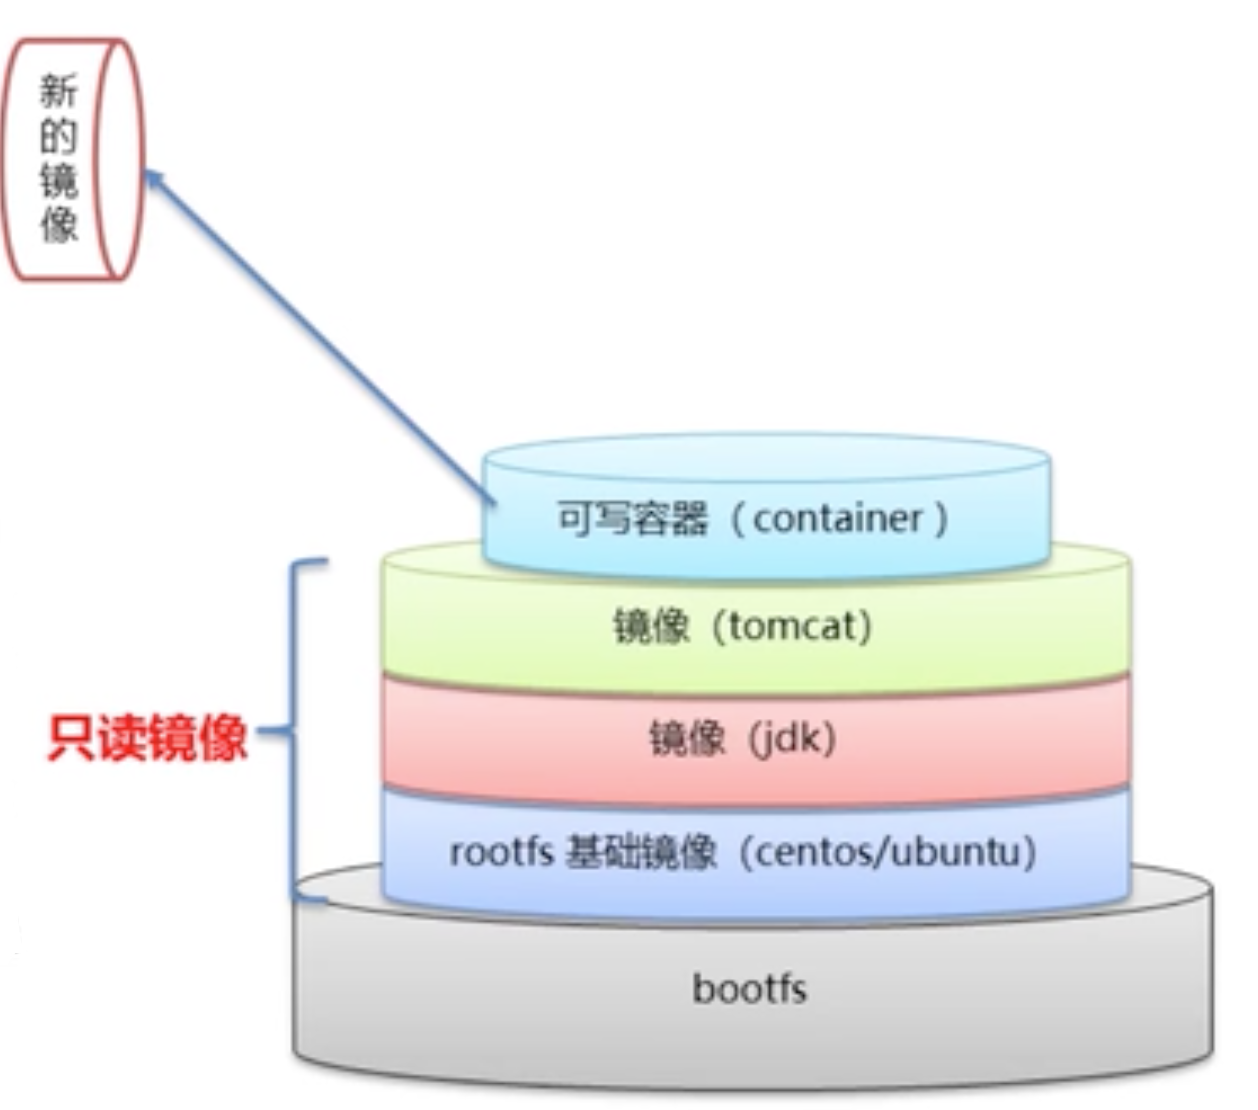 新的镜像
可写容器（container ）
镜像（tomcat）
镜像（jdk）
只读镜像
rootfs 基础镜像（centos/ubuntu）
bootfs